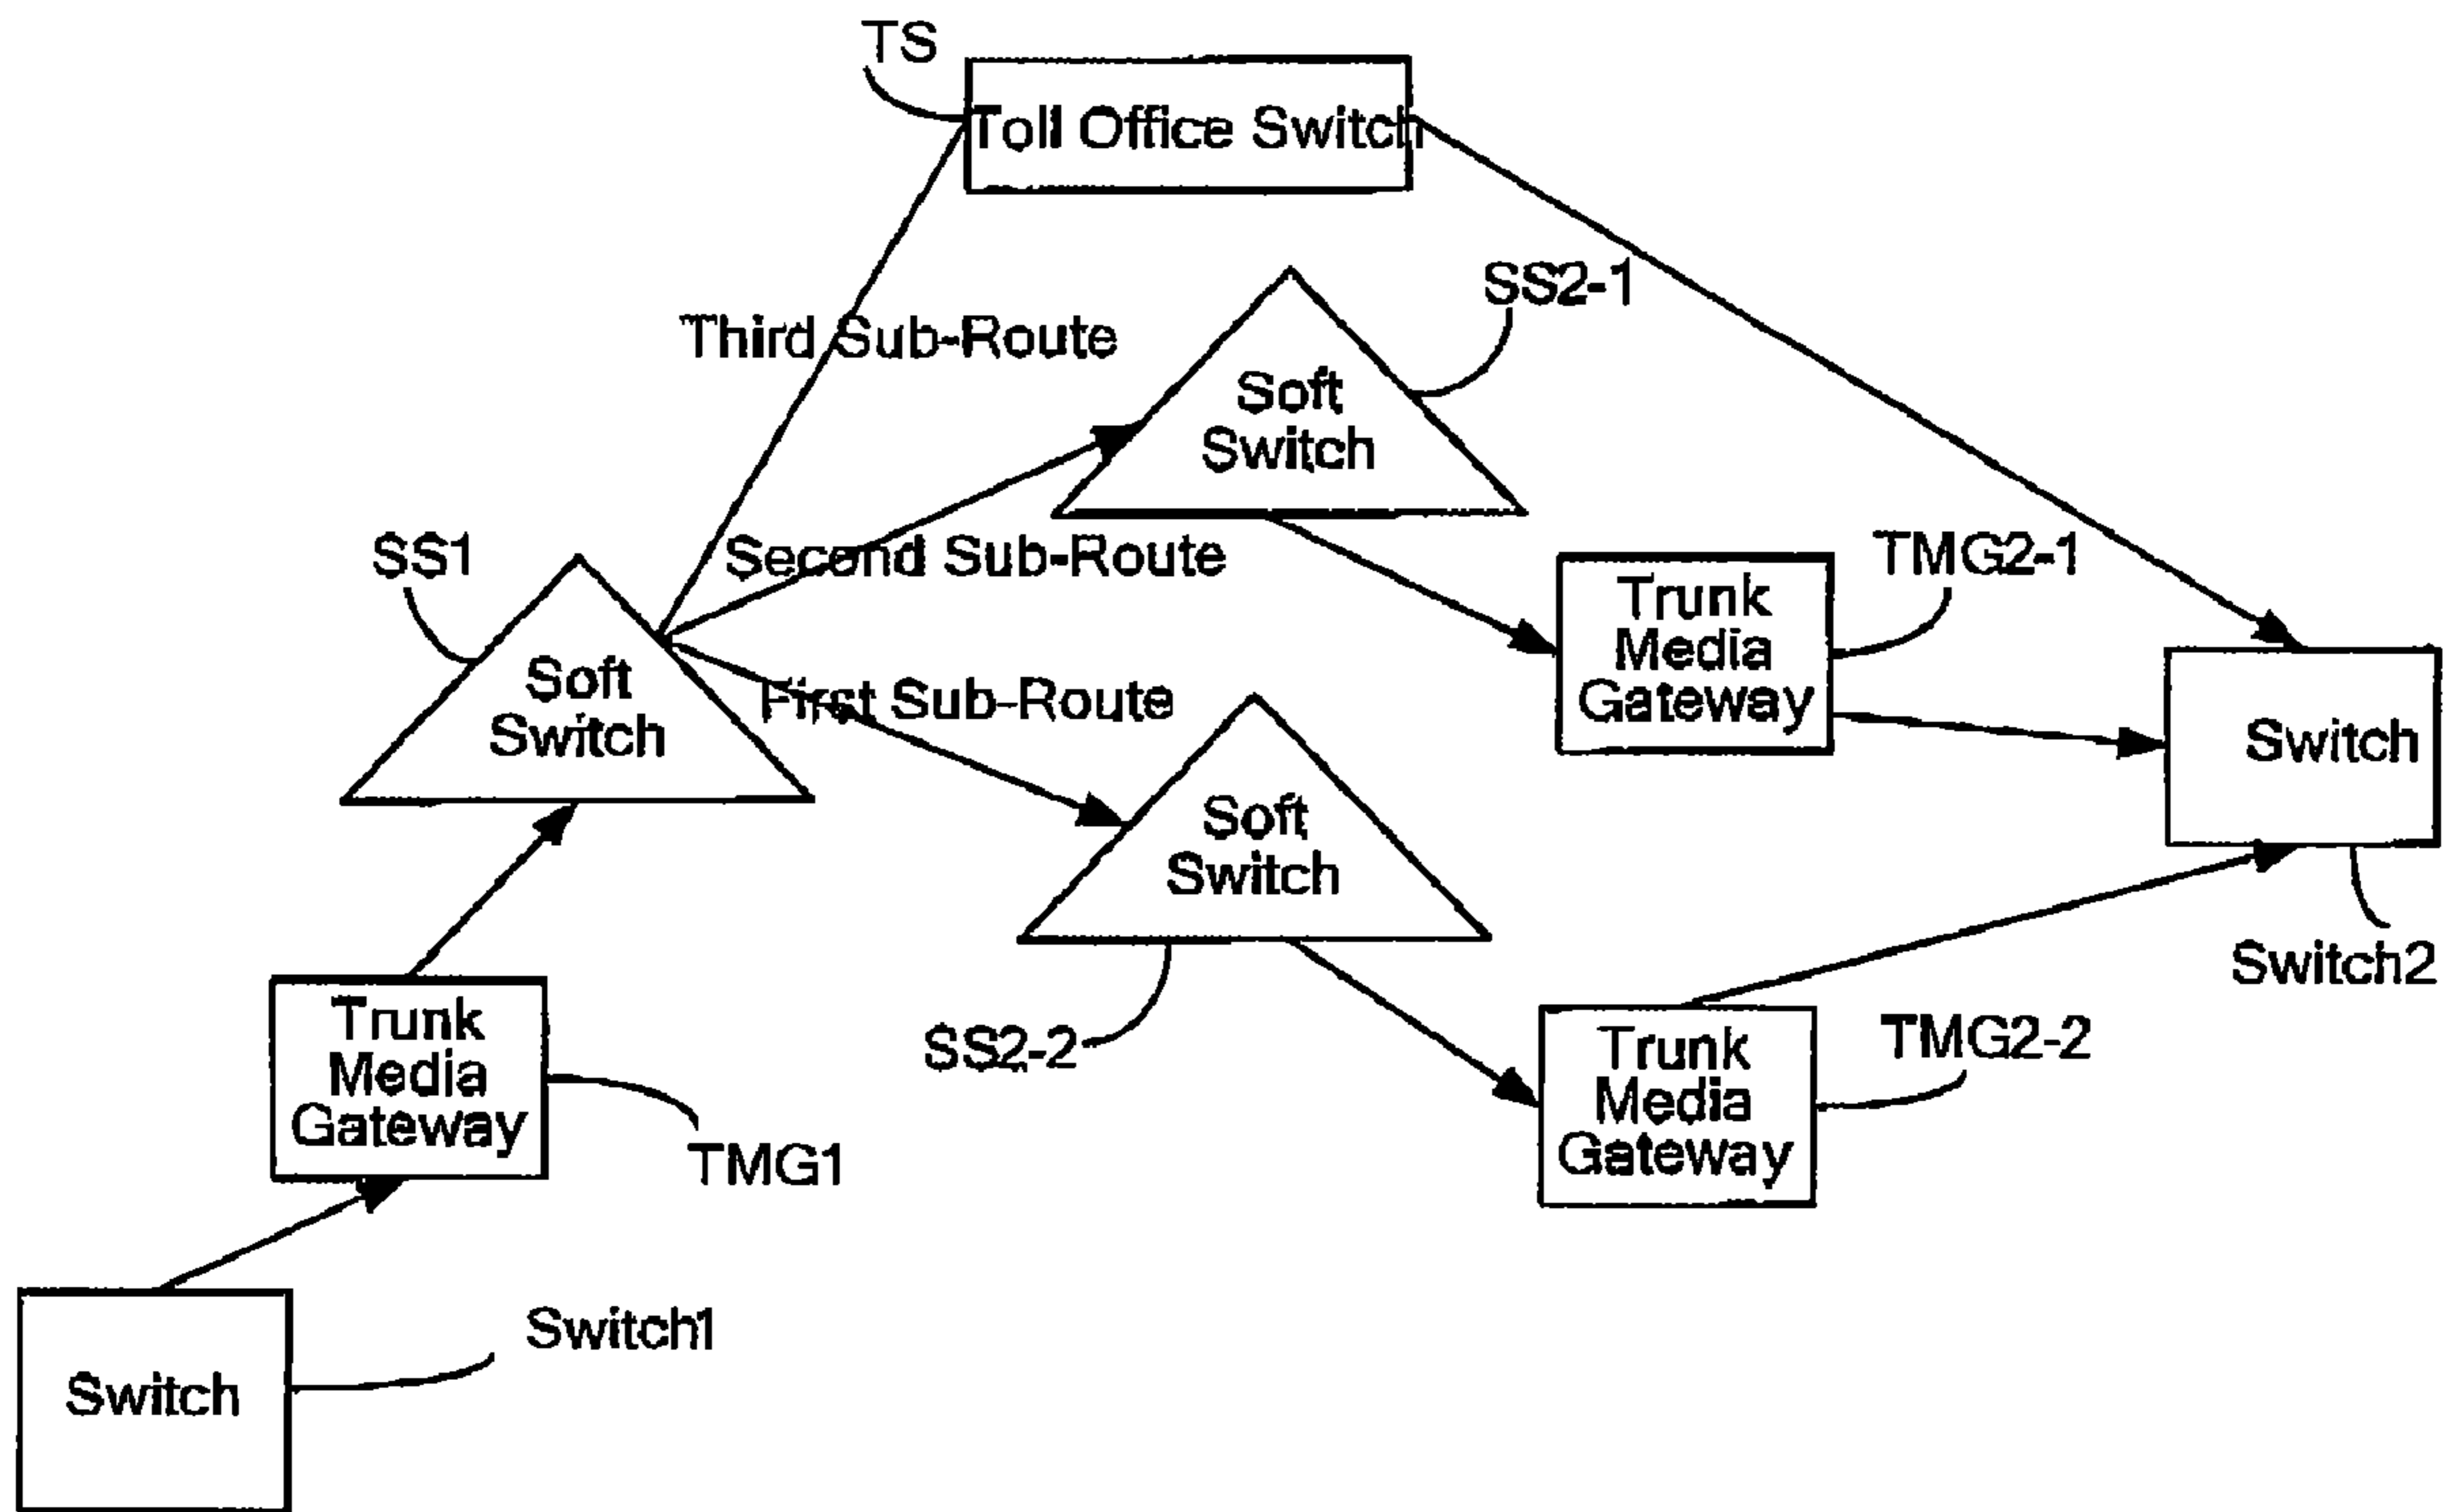 TS
Toll Office Switch
SS2-1
Third Sub-Route
Soft
Switch
SS1
Second Sub-Route
TMG2-1
Trunk
Media
Gateway
Soft
Switch
First Sub-Route
Switch
Soft
Switch
Switch2
Trunk
Media
Gateway
SS2-2
TMG2-2
Trunk
Media
Gateway
TMG1
Switch1
Switch